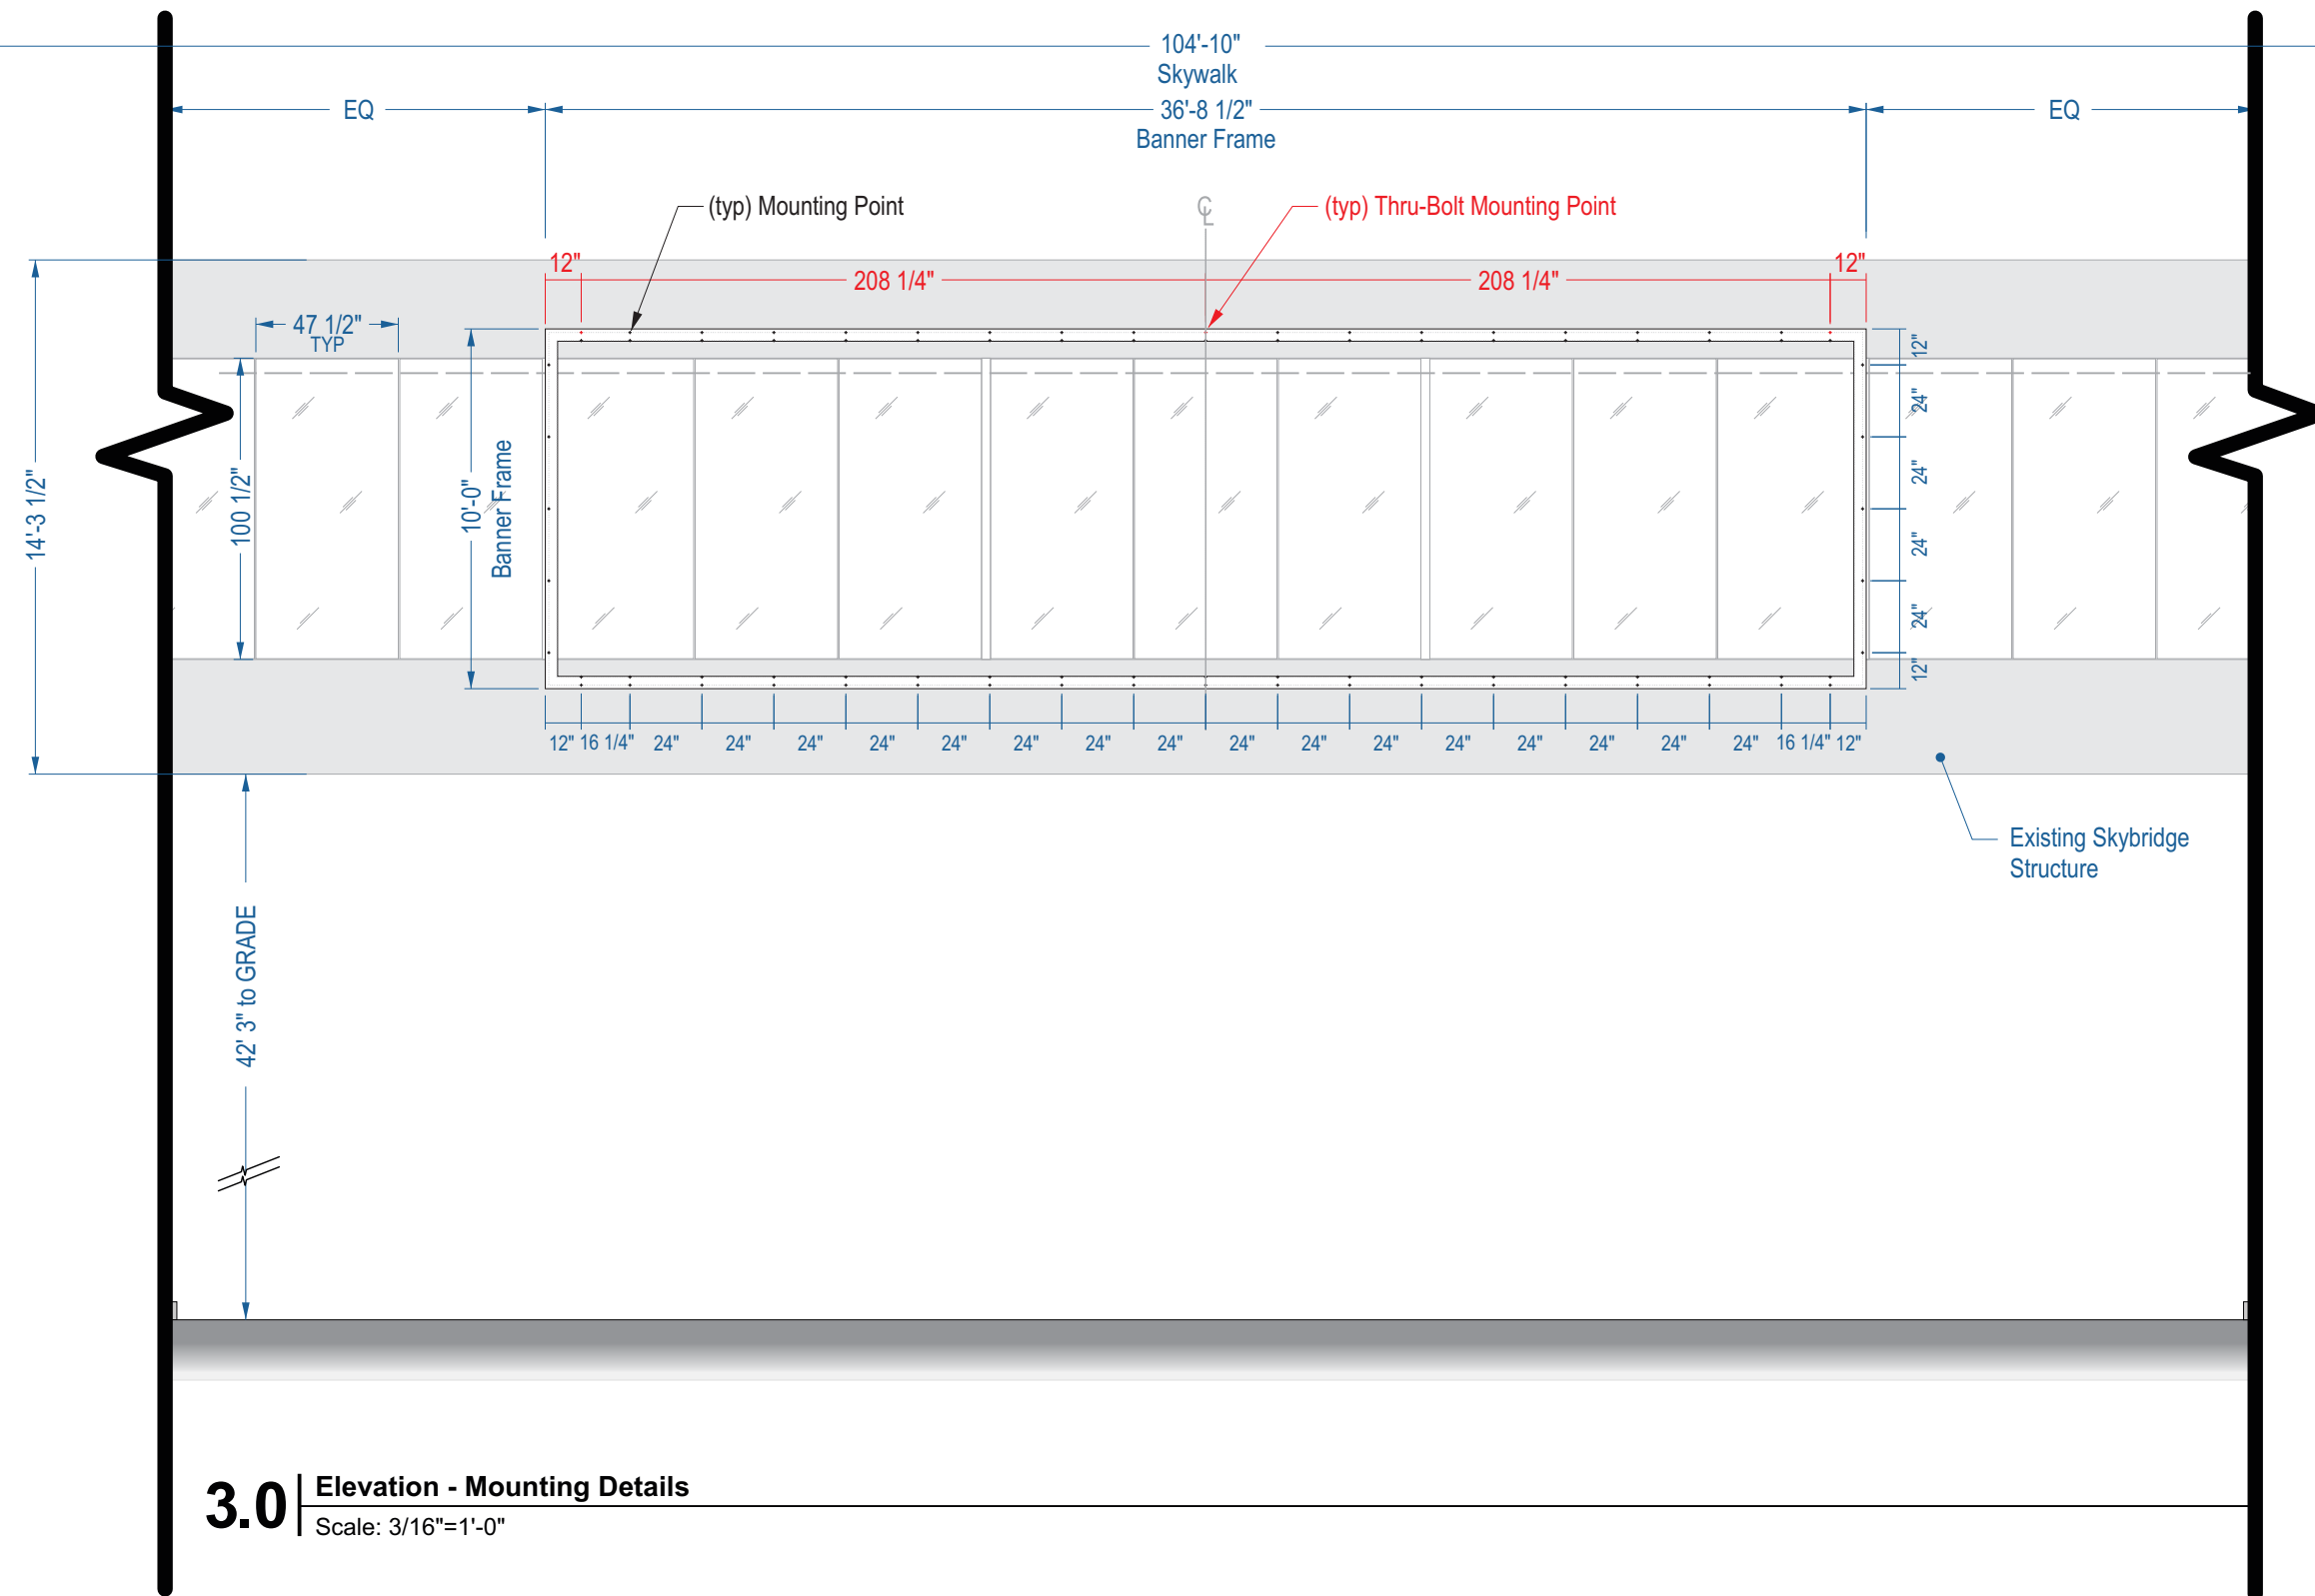 104'-10"
Skywalk
EQ
36'-8 1/2"
Banner Frame
EQ
(typ) Mounting Point
℄
(typ) Thru-Bolt Mounting Point
12"
208 1/4"
208 1/4"
12"
47 1/2"
TYP
14'-3 1/2"
100 1/2"
10'-0"
Banner Frame
12"
24"
24"
24"
24"
12"
12" 16 1/4" 24" 24" 24" 24" 24" 24" 24" 24" 24" 24" 24" 24" 24" 24" 24" 24" 16 1/4" 12"
Existing Skybridge
Structure
42' 3" to GRADE
3.0
Elevation - Mounting Details
Scale: 3/16"=1'-0"